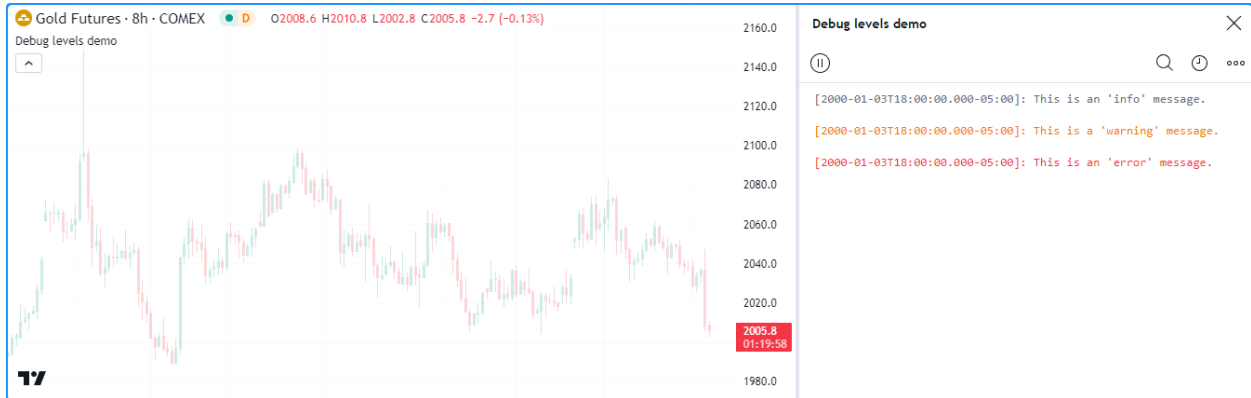 Gold Futures · 8h · COMEX D O2008.6 H2010.8 L2002.8 C2005.8 −2.7 (−0.13%)
Debug levels demo
2160.0
2140.0
2120.0
2100.0
2080.0
2060.0
2040.0
2020.0
2005.8
01:19:58
1980.0
Debug levels demo
[2000-01-03T18:00:00.000-05:00]: This is an 'info' message.
[2000-01-03T18:00:00.000-05:00]: This is a 'warning' message.
[2000-01-03T18:00:00.000-05:00]: This is an 'error' message.